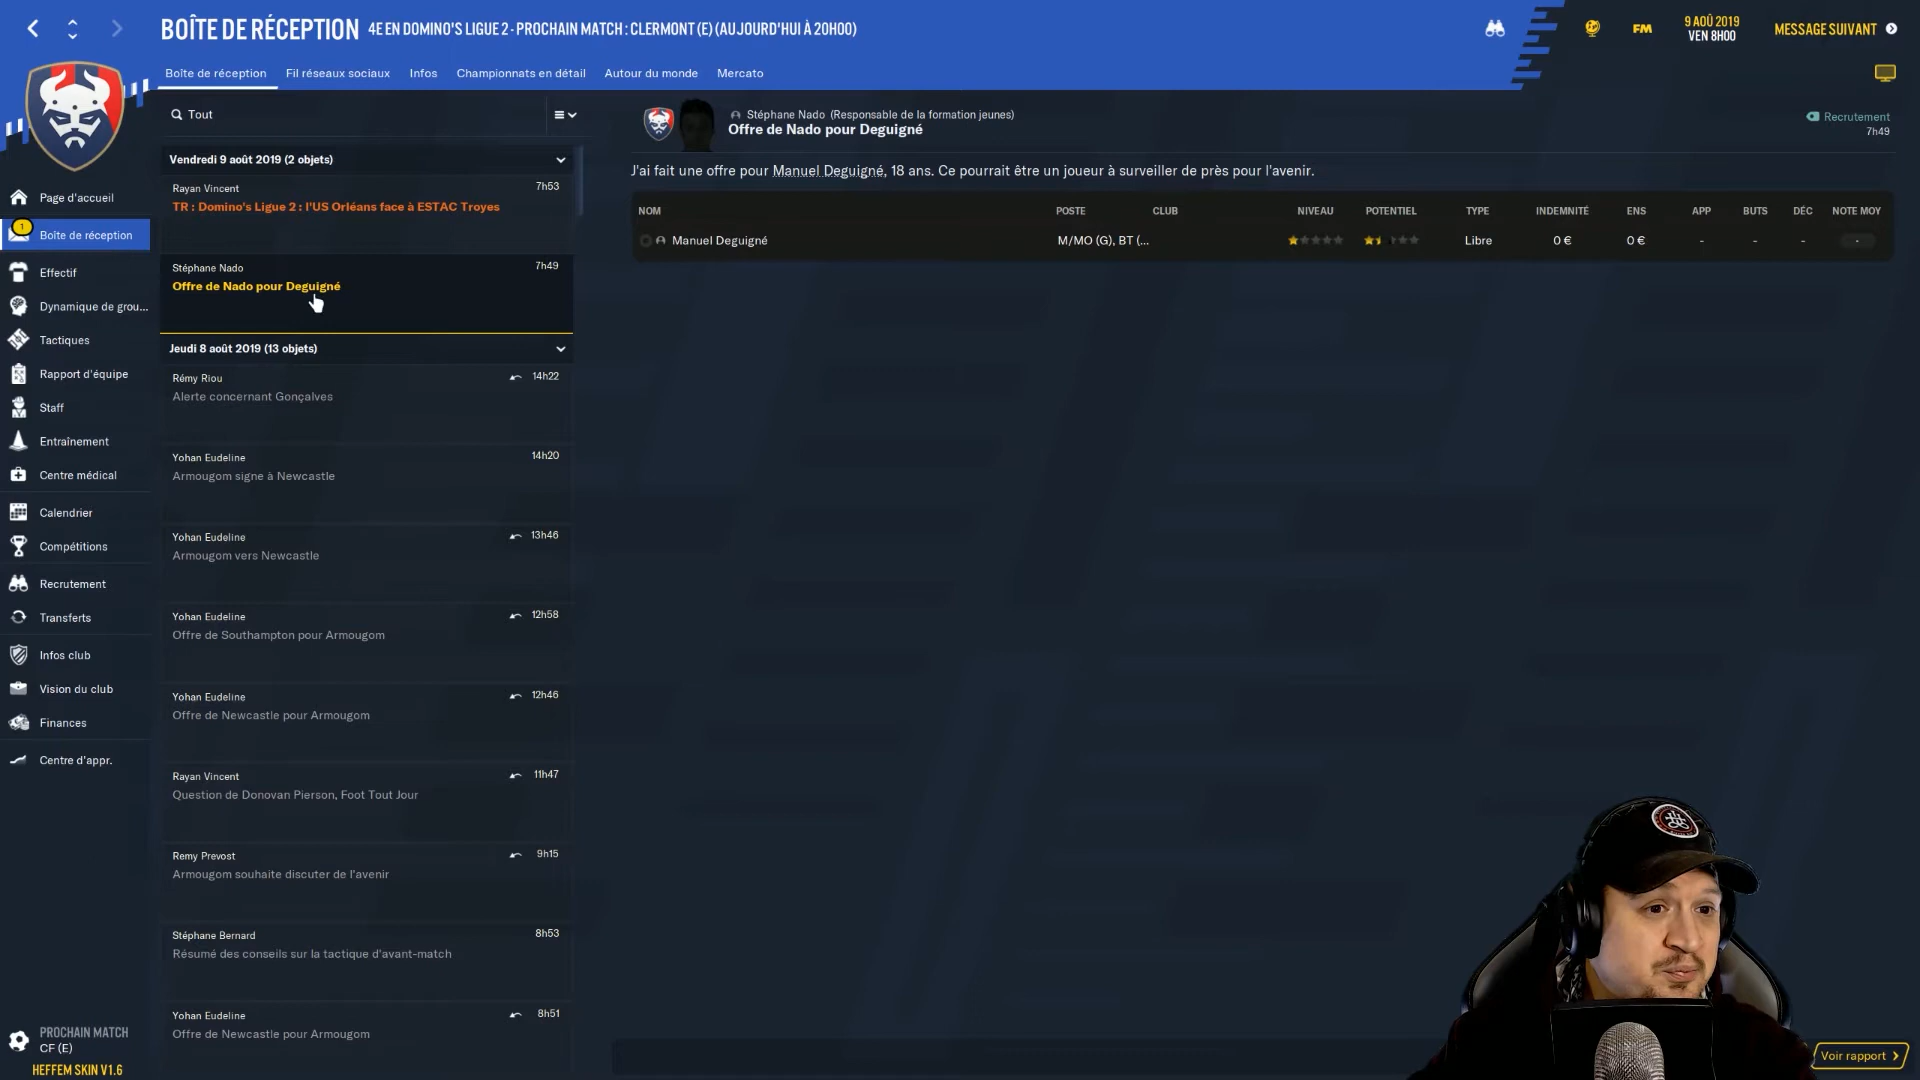 BOÎTE DE RÉCEPTION 4E EN DOMINO'S LIGUE 2 - PROCHAIN MATCH : CLERMONT (E) (AUJOURD'HUI À 20H00)
FM
9 AOÛ 2019
VEN 8H00
MESSAGE SUIVANT
Boîte de réception Fil réseaux sociaux Infos Championnats en détail Autour du monde Mercato
Page d'accueil
1
Boîte de réception
Effectif
Dynamique de grou...
Tactiques
Rapport d'équipe
Staff
Entraînement
Centre médical
Calendrier
Compétitions
Recrutement
Transferts
Infos club
Vision du club
Finances
Centre d'appr.
PROCHAIN MATCH
CF (E)
HEFFEM SKIN V1.6
Tout
Vendredi 9 août 2019 (2 objets)
Rayan Vincent 7h53
TR : Domino's Ligue 2 : l'US Orléans face à ESTAC Troyes
Stéphane Nado 7h49
Offre de Nado pour Deguigné
Jeudi 8 août 2019 (13 objets)
Rémy Riou 14h22
Alerte concernant Gonçalves
Yohan Eudeline 14h20
Armougom signe à Newcastle
Yohan Eudeline 13h46
Armougom vers Newcastle
Yohan Eudeline 12h58
Offre de Southampton pour Armougom
Yohan Eudeline 12h46
Offre de Newcastle pour Armougom
Rayan Vincent 11h47
Question de Donovan Pierson, Foot Tout Jour
Remy Prevost 9h15
Armougom souhaite discuter de l'avenir
Stéphane Bernard 8h53
Résumé des conseils sur la tactique d'avant-match
Yohan Eudeline 8h51
Offre de Newcastle pour Armougom
Stéphane Nado (Responsable de la formation jeunes)
Offre de Nado pour Deguigné
Recrutement
7h49
J'ai fait une offre pour Manuel Deguigné, 18 ans. Ce pourrait être un joueur à surveiller de près pour l'avenir.
NOM POSTE CLUB NIVEAU POTENTIEL TYPE INDEMNITÉ ENS APP BUTS DÉC NOTE MOY
Manuel Deguigné M/MO (G), BT (... Libre 0 € 0 € - - - -
Voir rapport